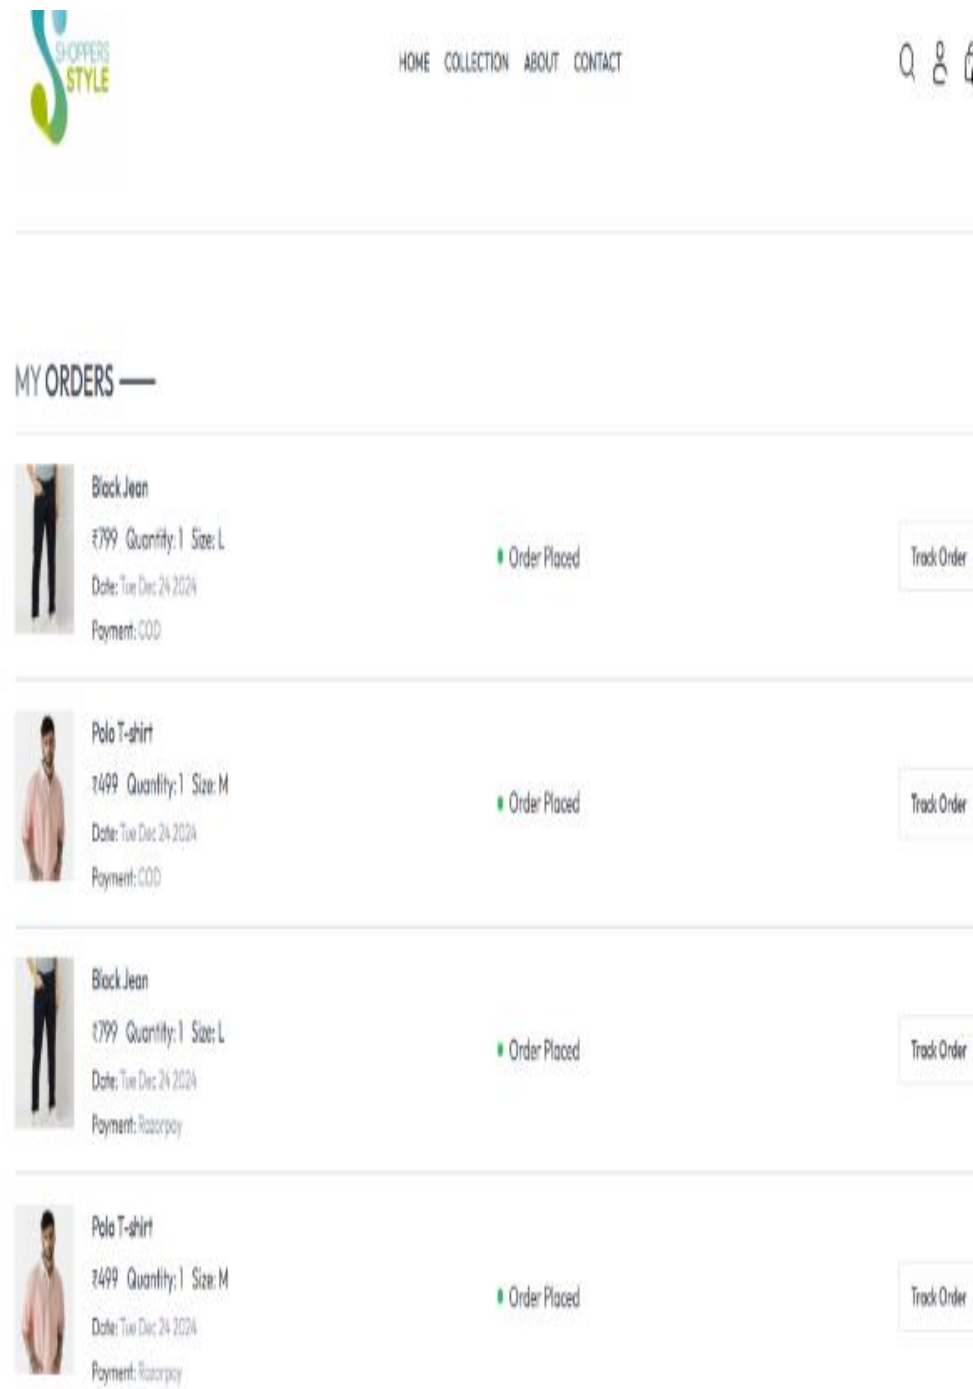 SHOPPERS
STYLE
HOME COLLECTION ABOUT CONTACT
MY ORDERS
Black Jean
₹799 Quantity: 1 Size: L
Date: Tue Dec 24 2024
Payment: COD
Order Placed
Track Order
Polo T-shirt
₹499 Quantity: 1 Size: M
Date: Tue Dec 24 2024
Payment: COD
Order Placed
Track Order
Black Jean
₹799 Quantity: 1 Size: L
Date: Tue Dec 24 2024
Payment: Razorpay
Order Placed
Track Order
Polo T-shirt
₹499 Quantity: 1 Size: M
Date: Tue Dec 24 2024
Payment: Razorpay
Order Placed
Track Order